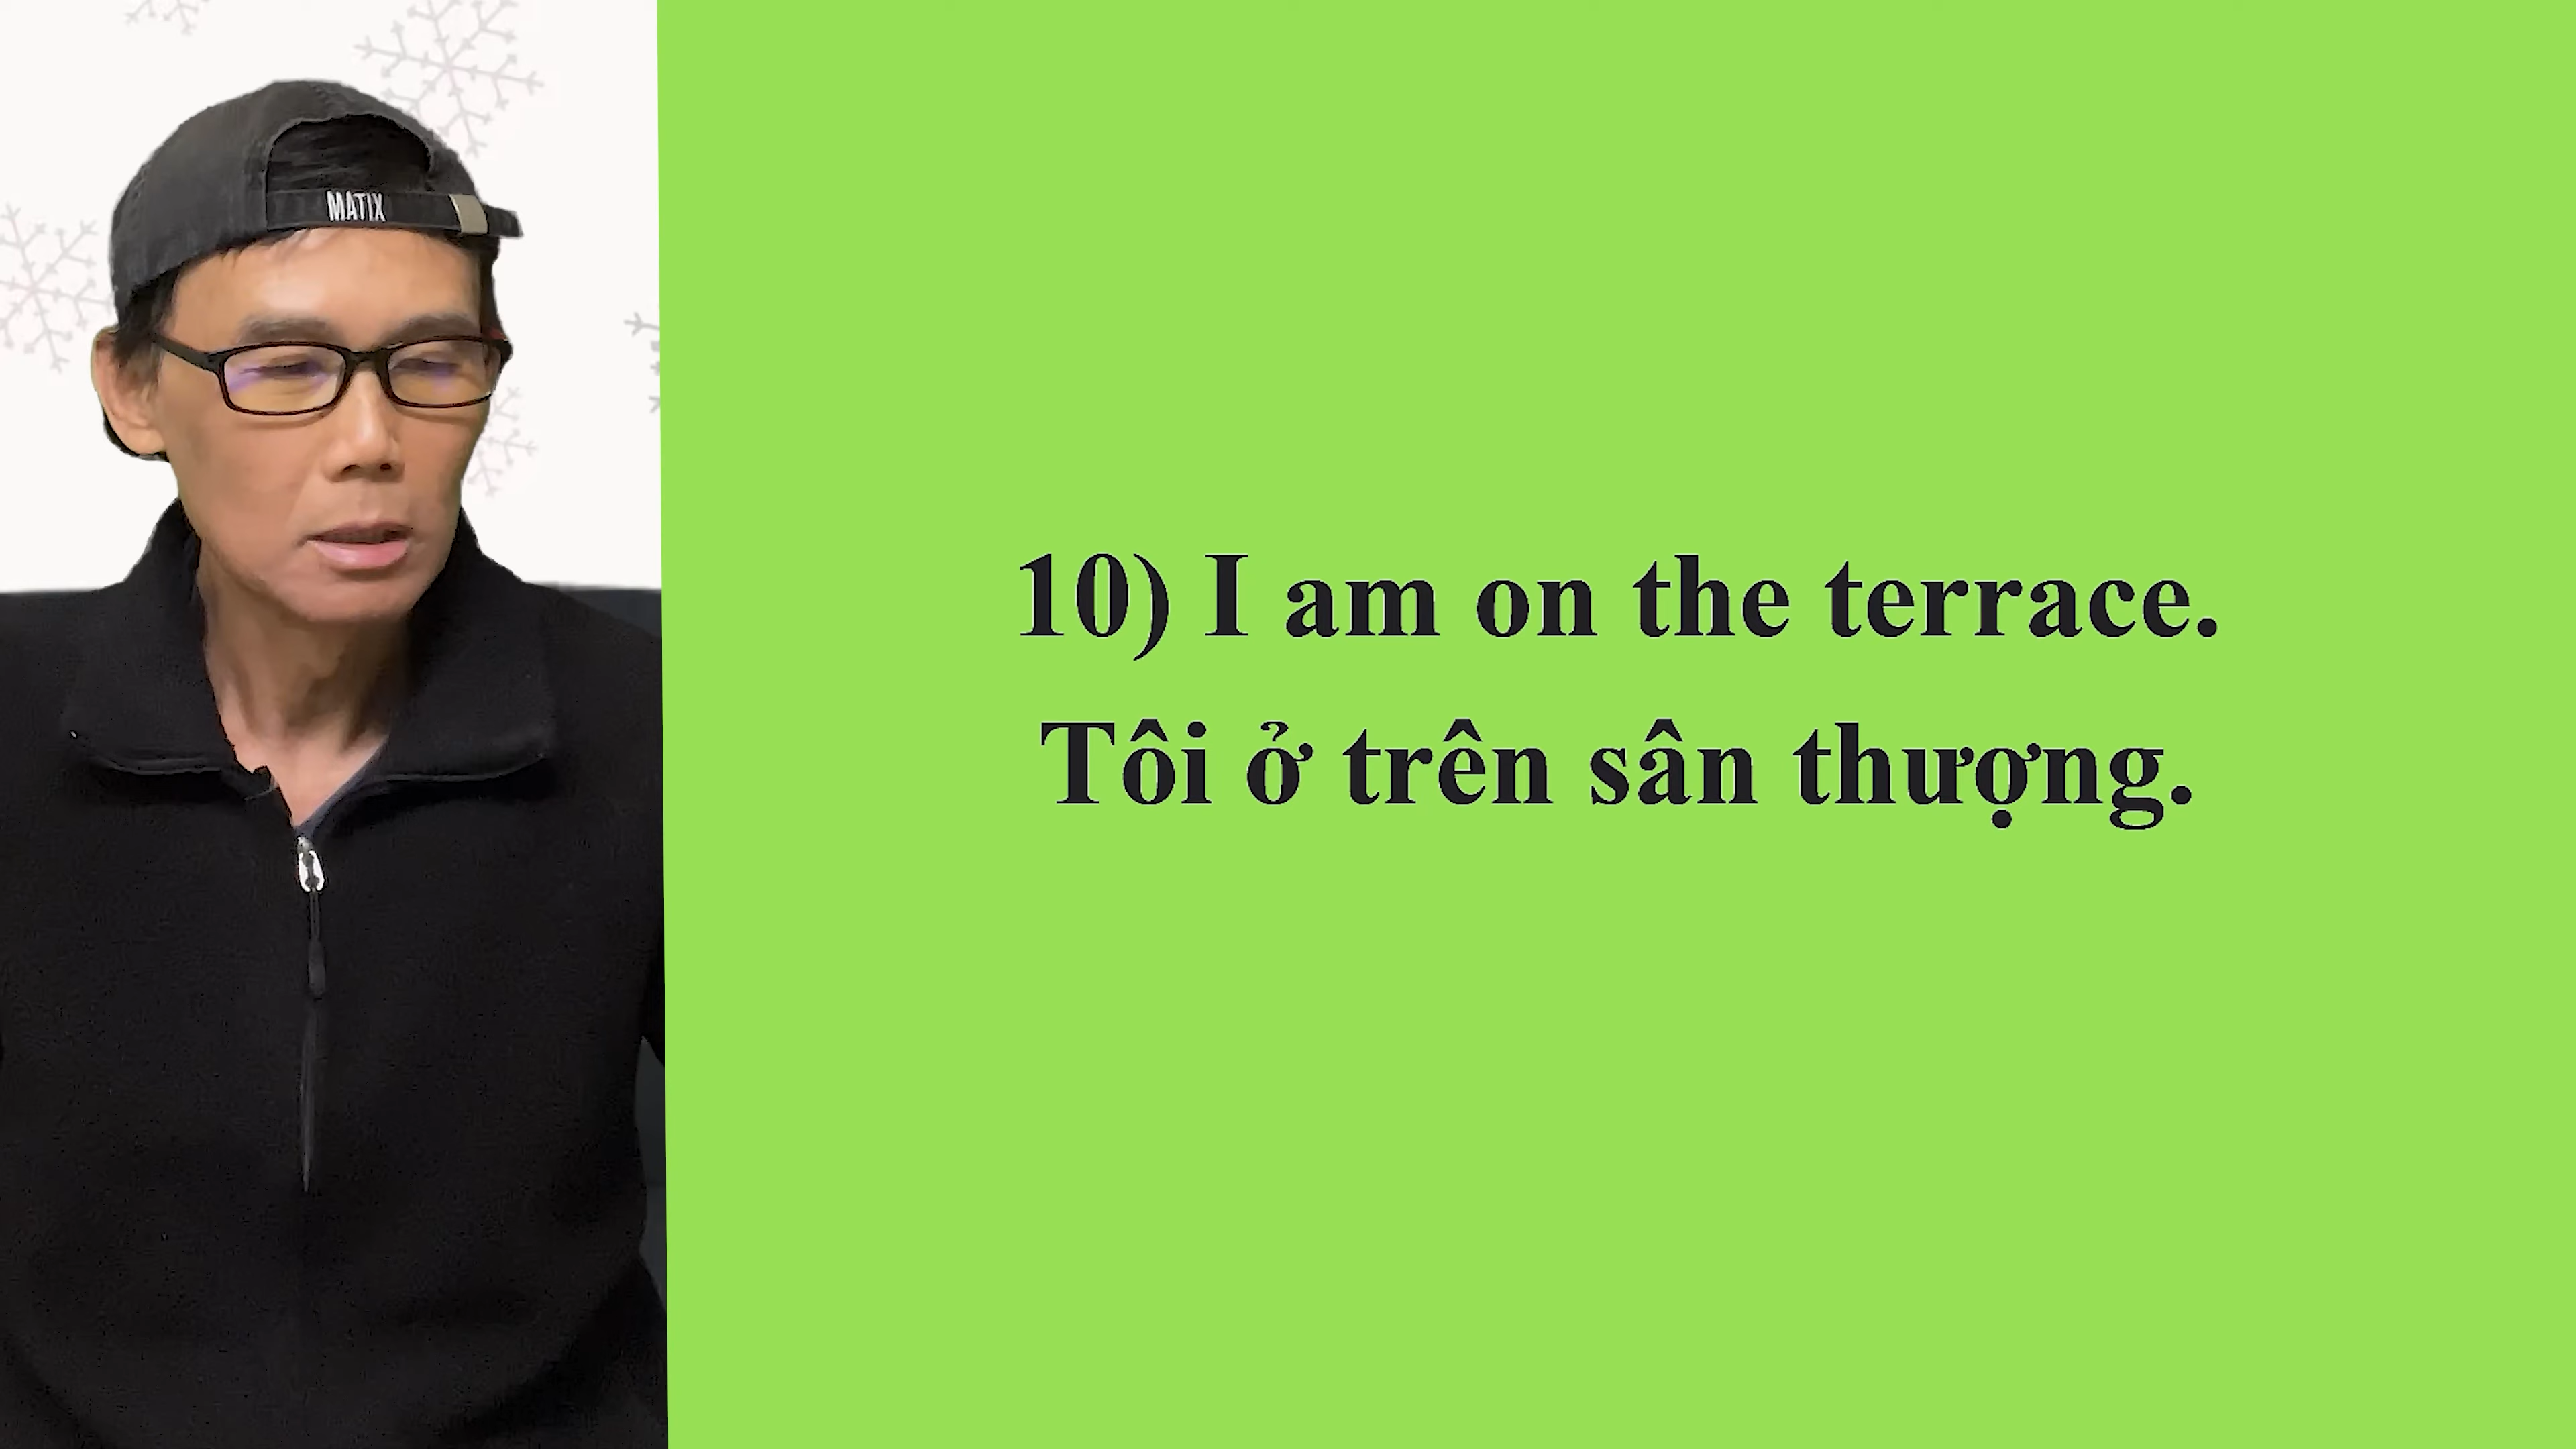 MATIX
10) I am on the terrace.
Tôi ở trên sân thượng.